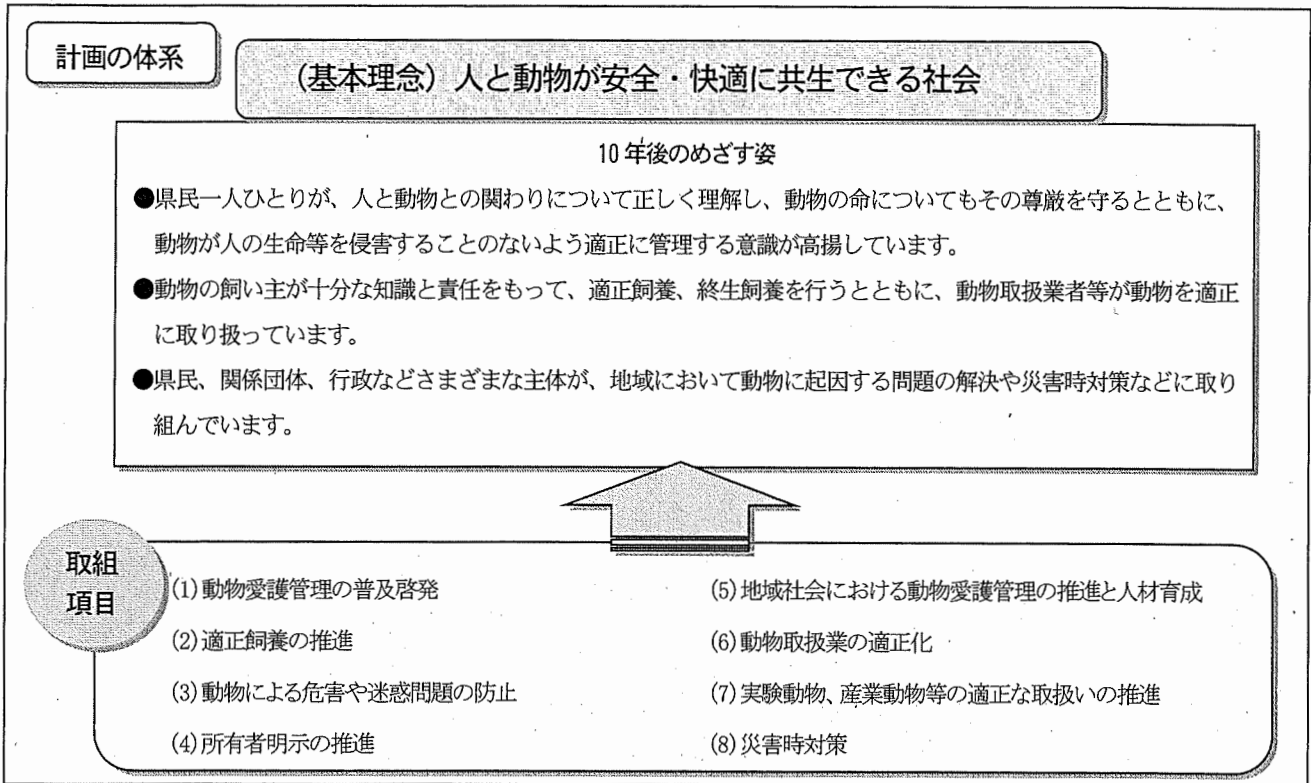 計画の体系
(基本理念) 人と動物が安全・快適に共生できる社会
10年後のめざす姿
●県民一人ひとりが、人と動物との関わりについて正しく理解し、動物の命についてもその尊厳を守るとともに、
動物が人の生命等を侵害することのないよう適正に管理する意識が高揚しています。
●動物の飼い主が十分な知識と責任をもって、適正飼養、終生飼養を行うとともに、動物取扱業者等が動物を適正
に取り扱っています。
●県民、関係団体、行政などさまざまな主体が、地域において動物に起因する問題の解決や災害時対策などに取り
組んでいます。
取組
項目
(1)動物愛護管理の普及啓発
(2)適正飼養の推進
(3)動物による危害や迷惑問題の防止
(4)所有者明示の推進
(5)地域社会における動物愛護管理の推進と人材育成
(6)動物取扱業の適正化
(7)実験動物、産業動物等の適正な取扱いの推進
(8)災害時対策